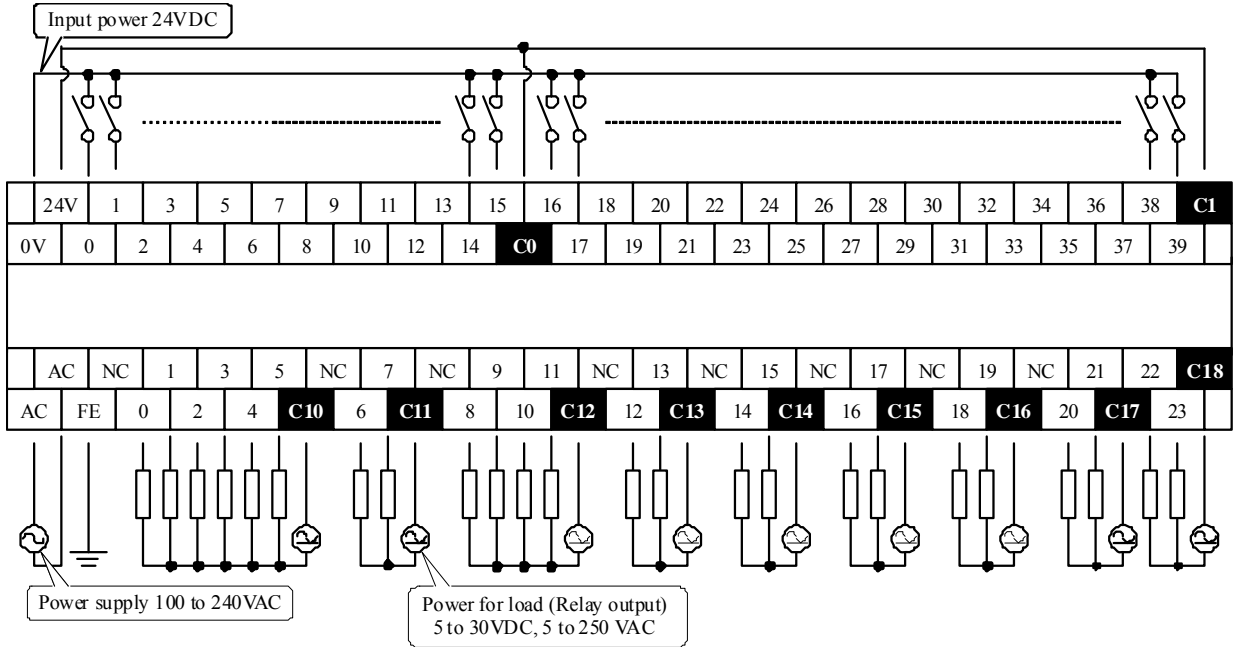 Input power 24VDC
24V 1 3 5 7 9 11 13 15 16 18 20 22 24 26 28 30 32 34 36 38 C1
0V 0 2 4 6 8 10 12 14 C0 17 19 21 23 25 27 29 31 33 35 37 39
AC NC 1 3 5 NC 7 NC 9 11 NC 13 NC 15 NC 17 NC 19 NC 21 22 C18
AC FE 0 2 4 C10 6 C11 8 10 C12 12 C13 14 C14 16 C15 18 C16 20 C17 23
Power supply 100 to 240VAC
Power for load (Relay output)
5 to 30VDC, 5 to 250 VAC